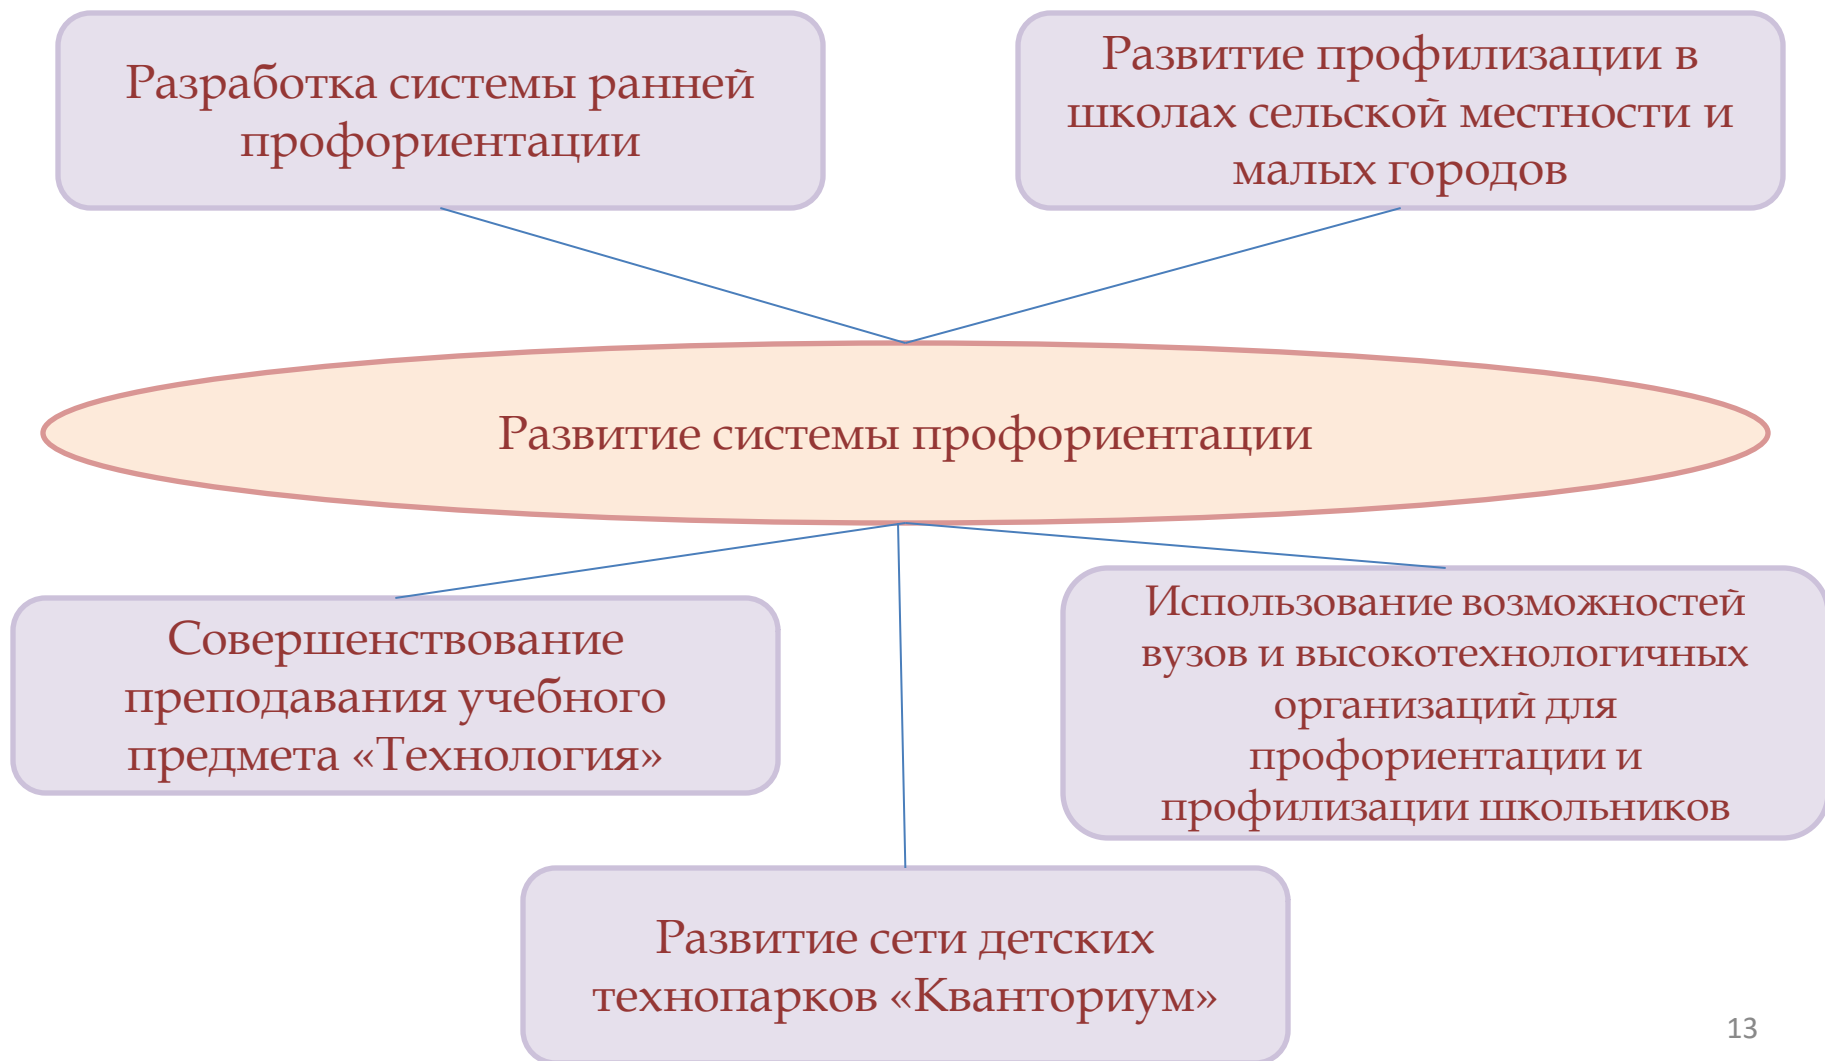 Разработка системы ранней
профориентации
Развитие профилизации в
школах сельской местности и
малых городов
Развитие системы профориентации
Совершенствование
преподавания учебного
предмета «Технология»
Использование возможностей
вузов и высокотехнологичных
организаций для
профориентации и
профилизации школьников
Развитие сети детских
технопарков «Кванториум»
13